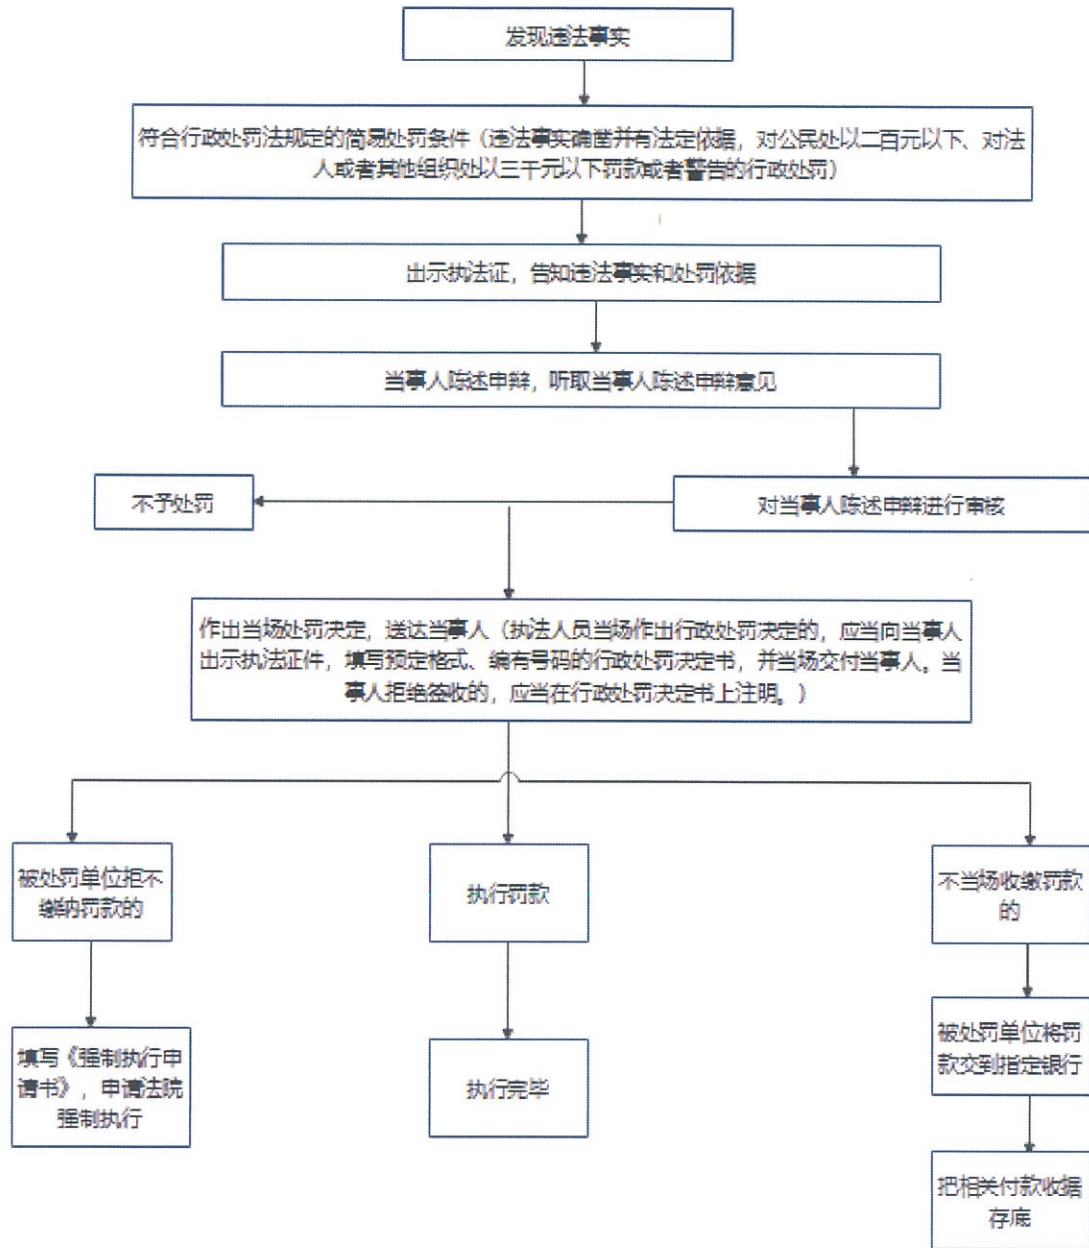 发现违法事实
符合行政处罚法规定的简易处罚条件（违法事实确凿并有法定依据，对公民处以二百元以下、对法
人或者其他组织处以三千元以下罚款或者警告的行政处罚）
出示执法证，告知违法事实和处罚依据
当事人陈述申辩，听取当事人陈述申辩意见
不予处罚
对当事人陈述申辩进行审核
作出当场处罚决定，送达当事人（执法人员当场作出行政处罚决定的，应当向当事人
出示执法证件，填写预定格式、编有号码的行政处罚决定书，并当场交付当事人。当
事人拒绝签收的，应当在行政处罚决定书上注明。）
被处罚单位拒不
缴纳罚款的
执行罚款
不当场收缴罚款
的
填写《强制执行申
请书》，申请法院
强制执行
执行完毕
被处罚单位将罚
款交到指定银行
把相关付款收据
存底